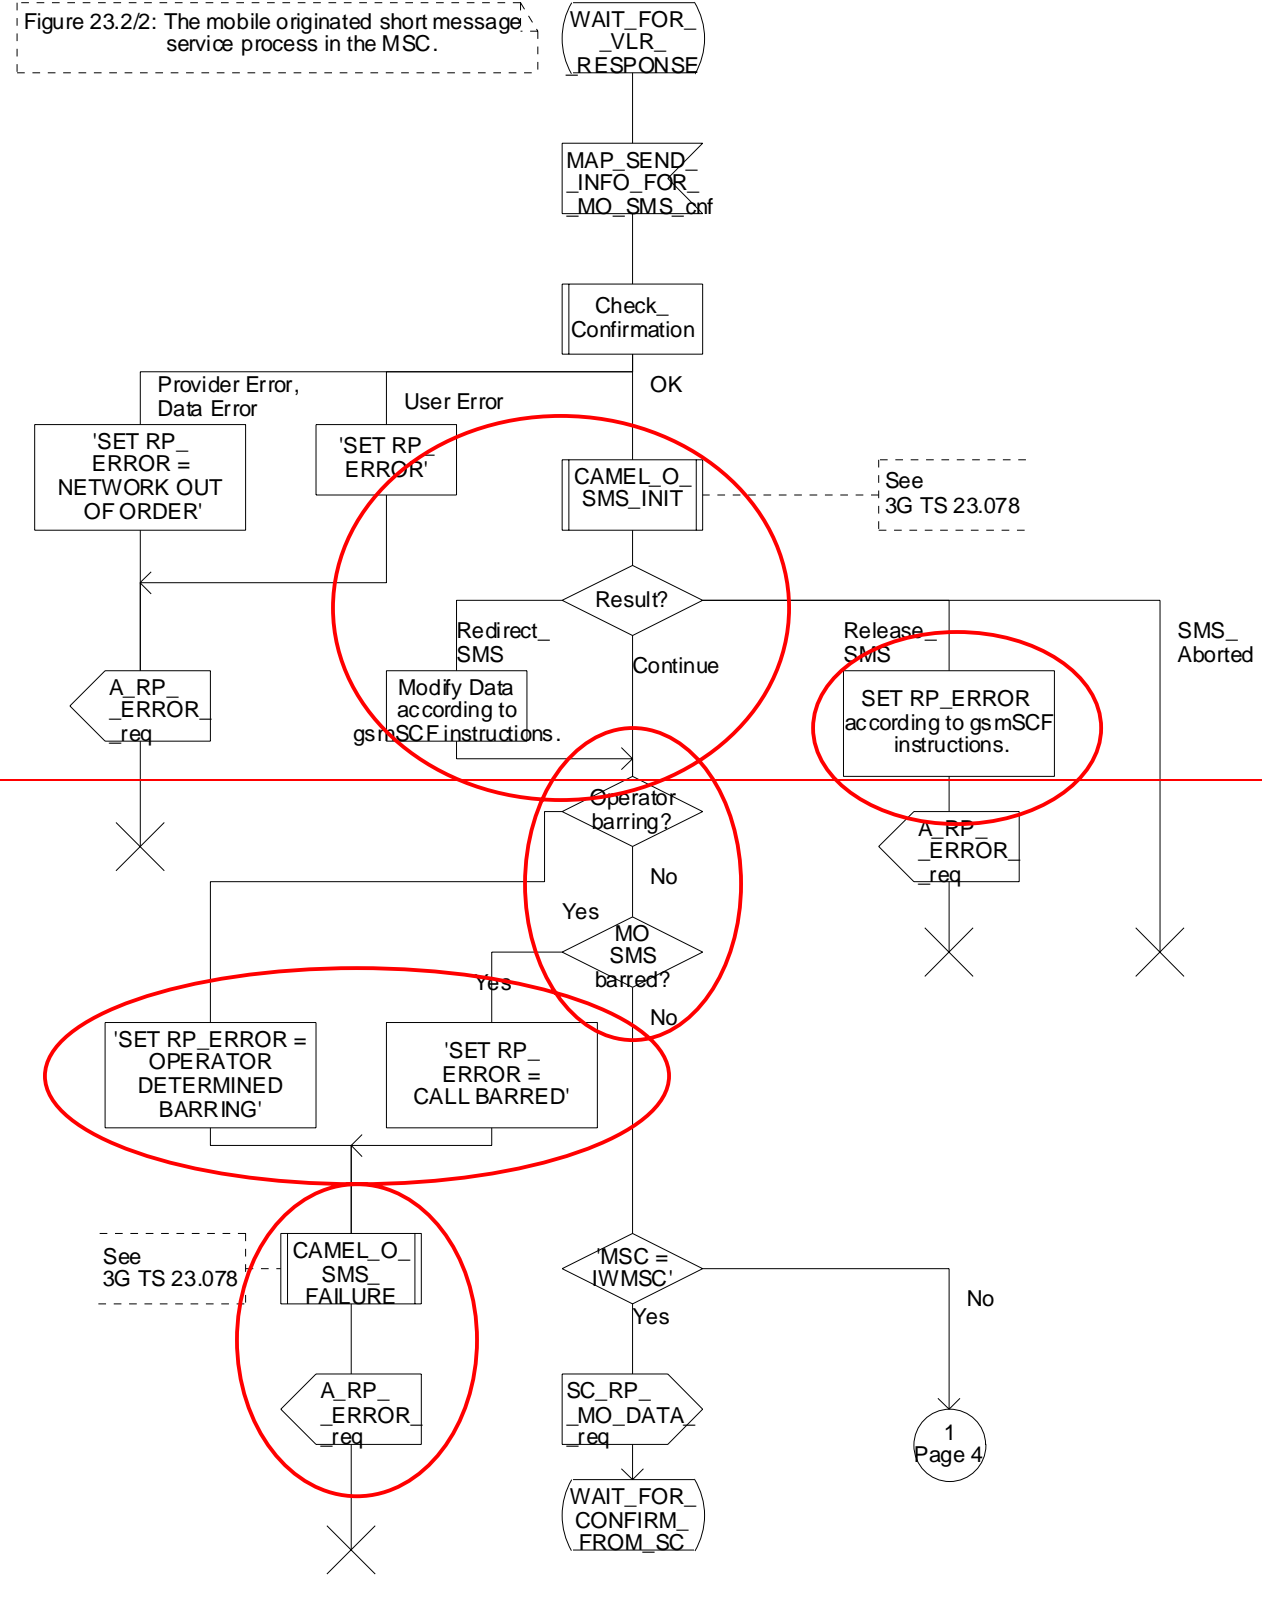 Figure 23.2/2: The mobile originated short message
service process in the MSC.
WAIT_FOR_
_VLR_
_RESPONSE
MAP_SEND_
_INFO_FOR_
_MO_SMS_cnf
Check_
Confirmation
Provider Error,
Data Error
User Error
OK
'SET RP_
ERROR =
NETWORK OUT
OF ORDER'
'SET RP_
ERROR'
CAMEL_O_
SMS_INIT
See
3G TS 23.078
Result?
Redirect_
SMS
Continue
Release_
SMS
SMS_
Aborted
A_RP_
_ERROR_
_req
Modify Data
according to
gsmSCF instructions.
SET RP_ERROR
according to gsmSCF
instructions.
Operator
barring?
A_RP_
_ERROR_
_req
No
Yes
MO
SMS
barred?
Yes
No
'SET RP_ERROR =
OPERATOR
DETERMINED
BARRING'
'SET RP_
ERROR =
CALL BARRED'
See
3G TS 23.078
CAMEL_O_
SMS_
FAILURE
'MSC =
IWMSC'
Yes
No
A_RP_
_ERROR_
_req
SC_RP_
_MO_DATA_
_req
1
Page 4
WAIT_FOR_
CONFIRM_
FROM_SC